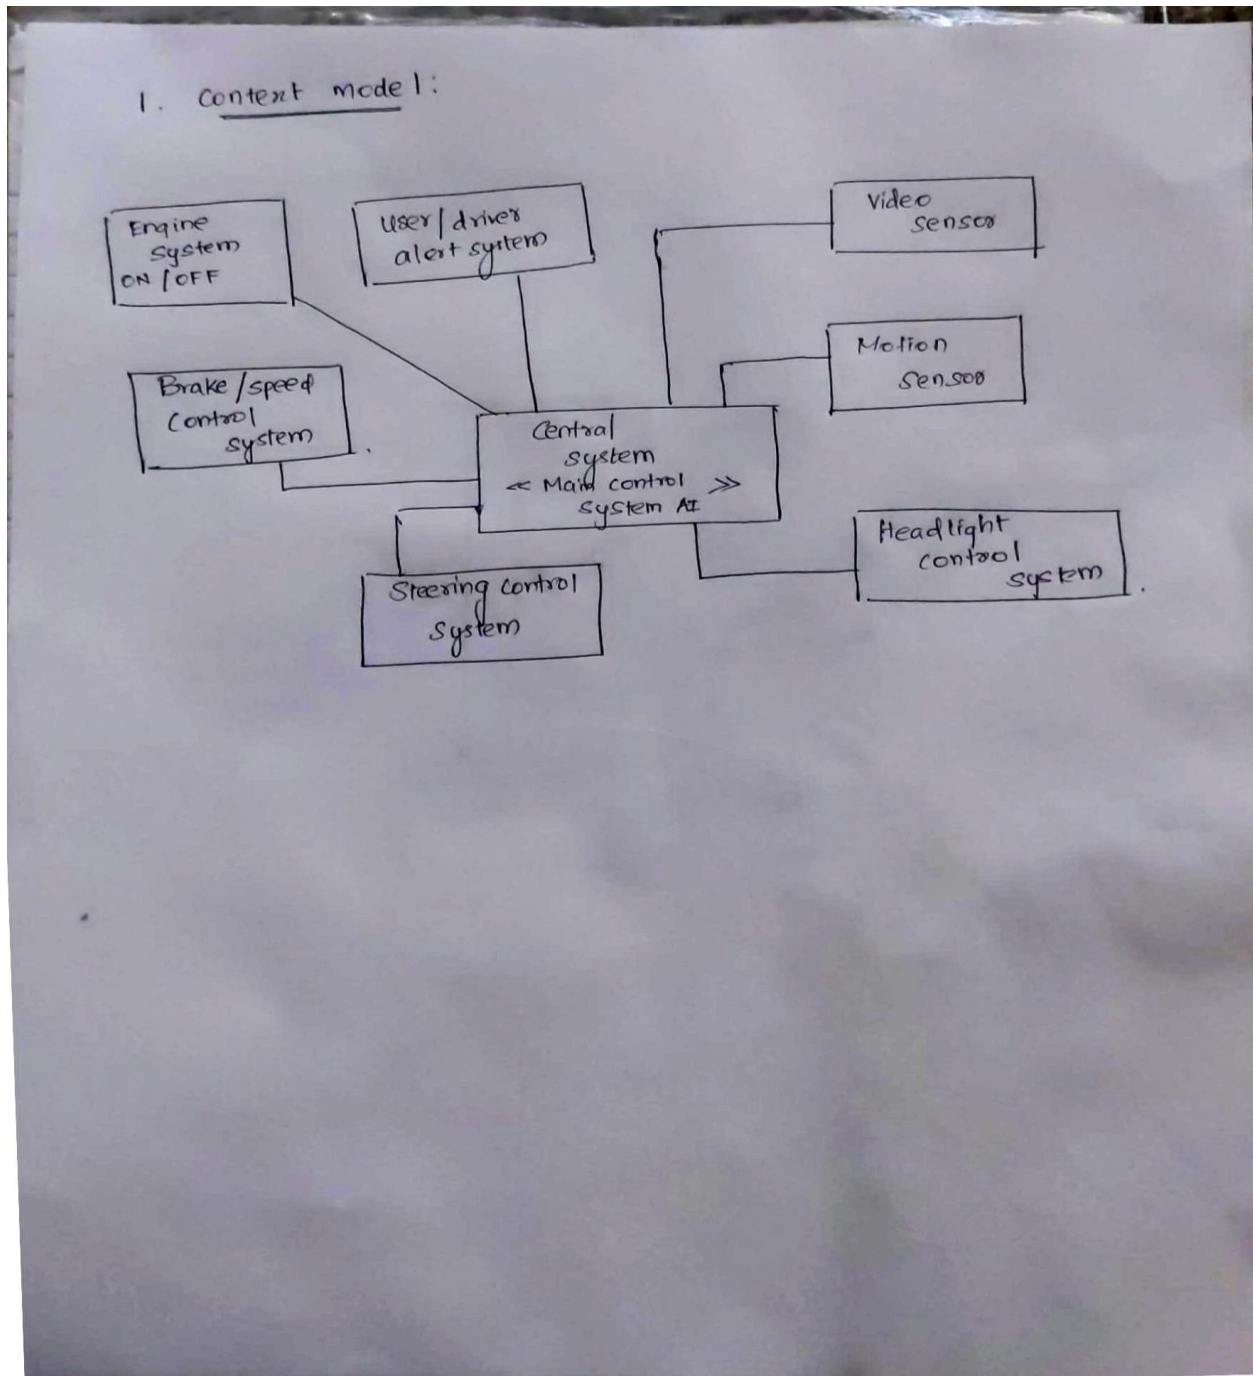 1. Context model:
Engine
system
ON / OFF
User/driver
alert system
Video
sensor
Motion
sensor
Brake/speed
control
system
Central
system
<< Main control >>
system AI
Headlight
control
system
Steering control
system